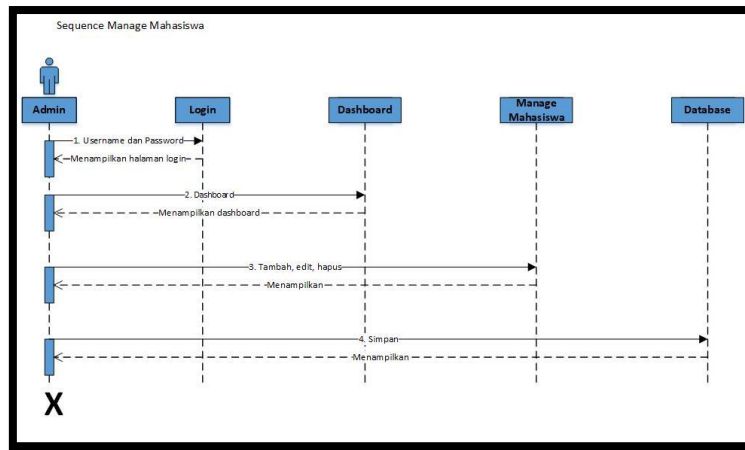 Sequence Manage Mahasiswa
Admin
Login
Dashboard
Manage
Mahasiswa
Database
1. Username dan Password
Menampilkan halaman login
2. Dashboard
Menampilkan dashboard
3. Tambah, edit, hapus
Menampilkan
4. Simpan
Menampilkan
X